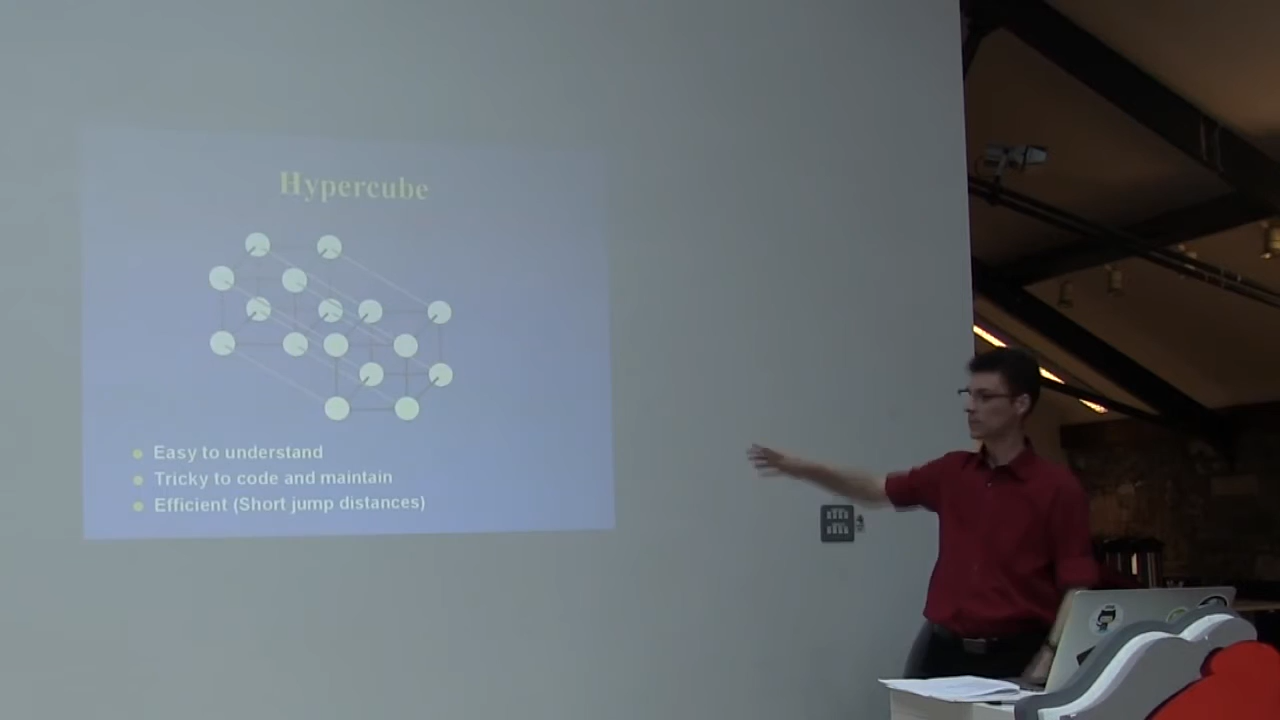 Hypercube
Easy to understand
Tricky to code and maintain
Efficient (Short jump distances)